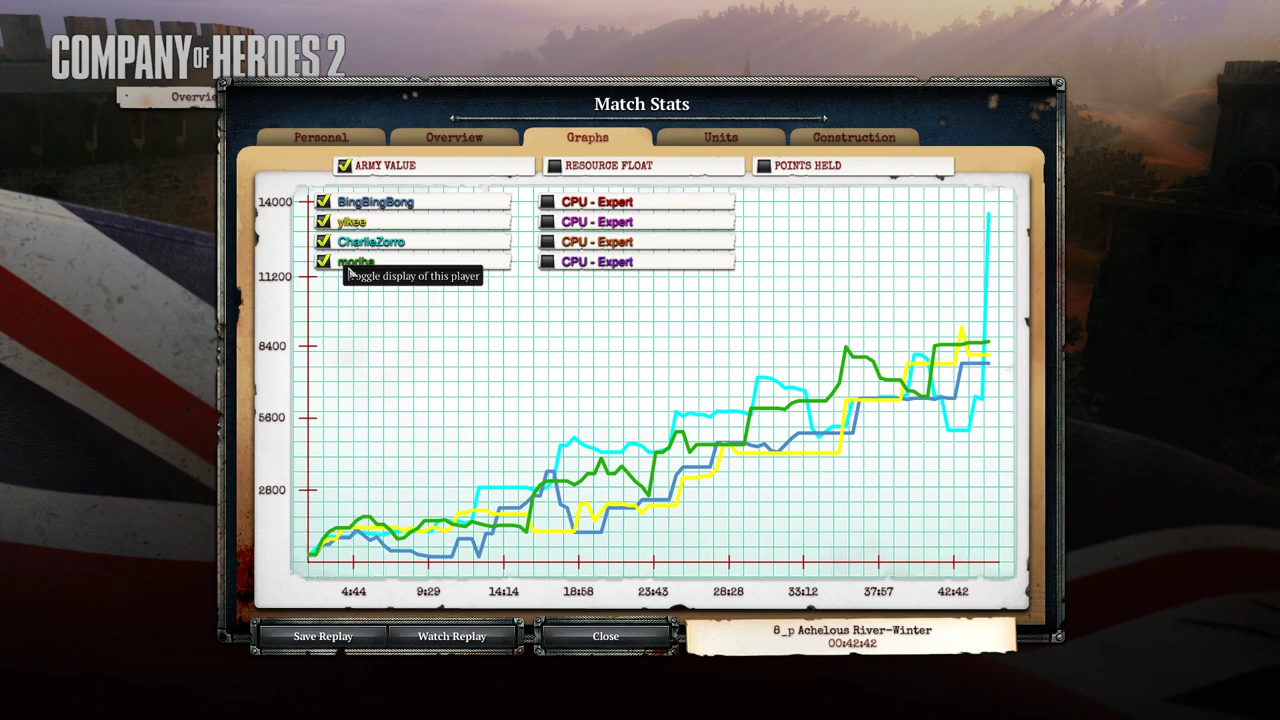 COMPANY OF HEROES 2
Overvie
Match Stats
Personal Overview Graphs Units Construction
ARMY VALUE RESOURCE FLOAT POINTS HELD
14000
BingBingBong CPU - Expert
yikee CPU - Expert
CharlieZorro CPU - Expert
CPU - Expert
oggle display of this player
11200
8400
5600
2800
4:44 9:29 14:14 18:58 23:43 28:28 33:12 37:57 42:42
Save Replay Watch Replay Close
8_p Achelous River-Winter
00:42:42